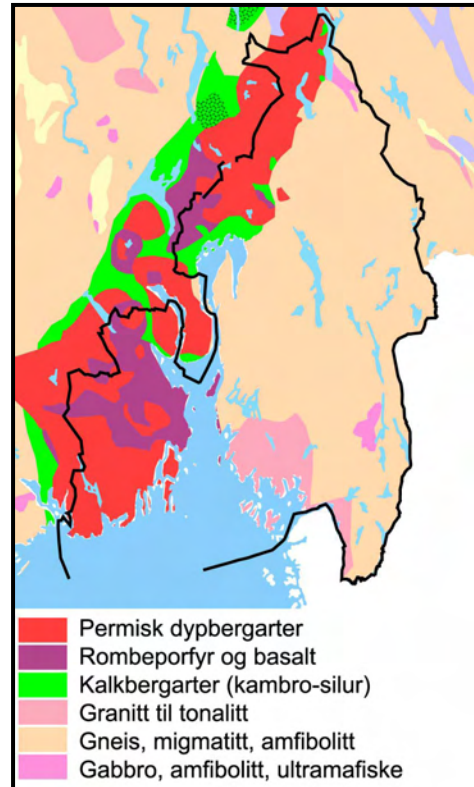 Permisk dypbergarter
Rombeporfyr og basalt
Kalkbergarter (kambro-silur)
Granitt til tonalitt
Gneis, migmatitt, amfibolitt
Gabbro, amfibolitt, ultramafiske